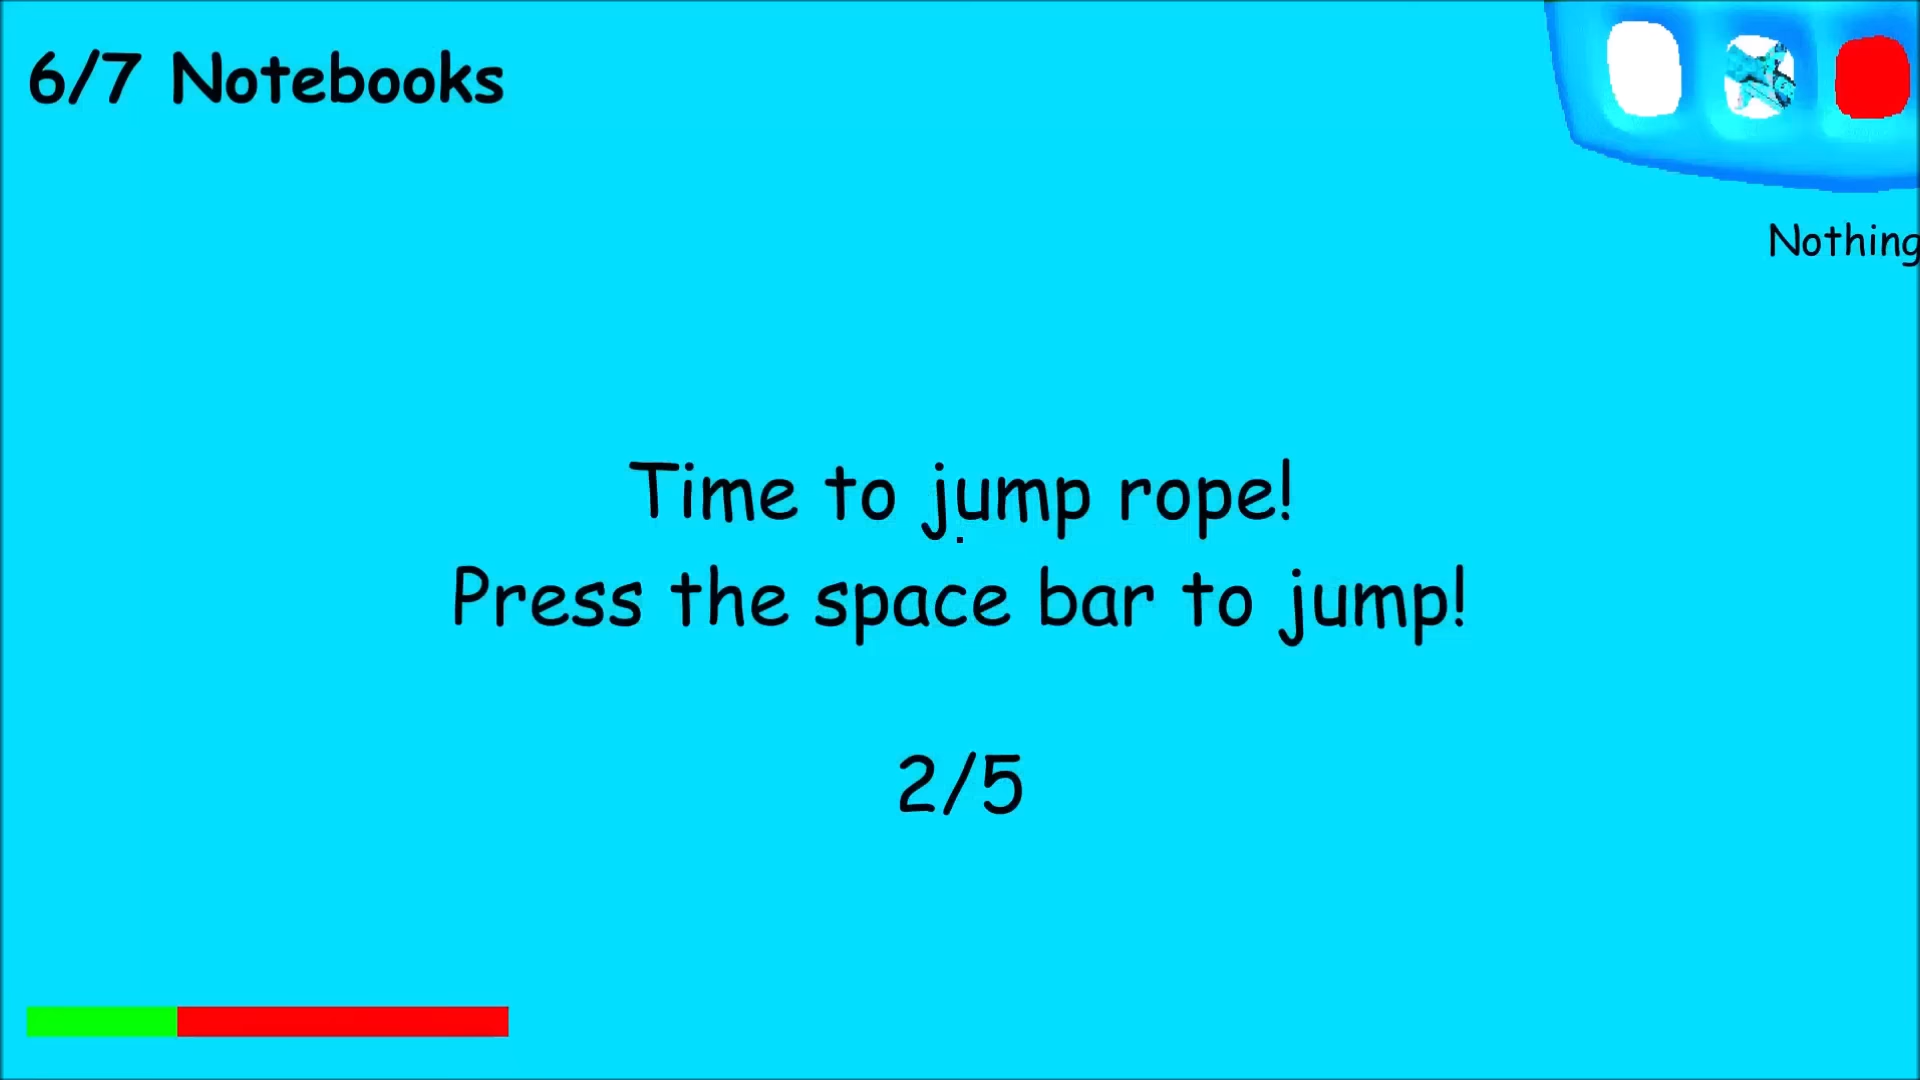 6/7 Notebooks
Nothing
Time to jump rope!
Press the space bar to jump!
2/5